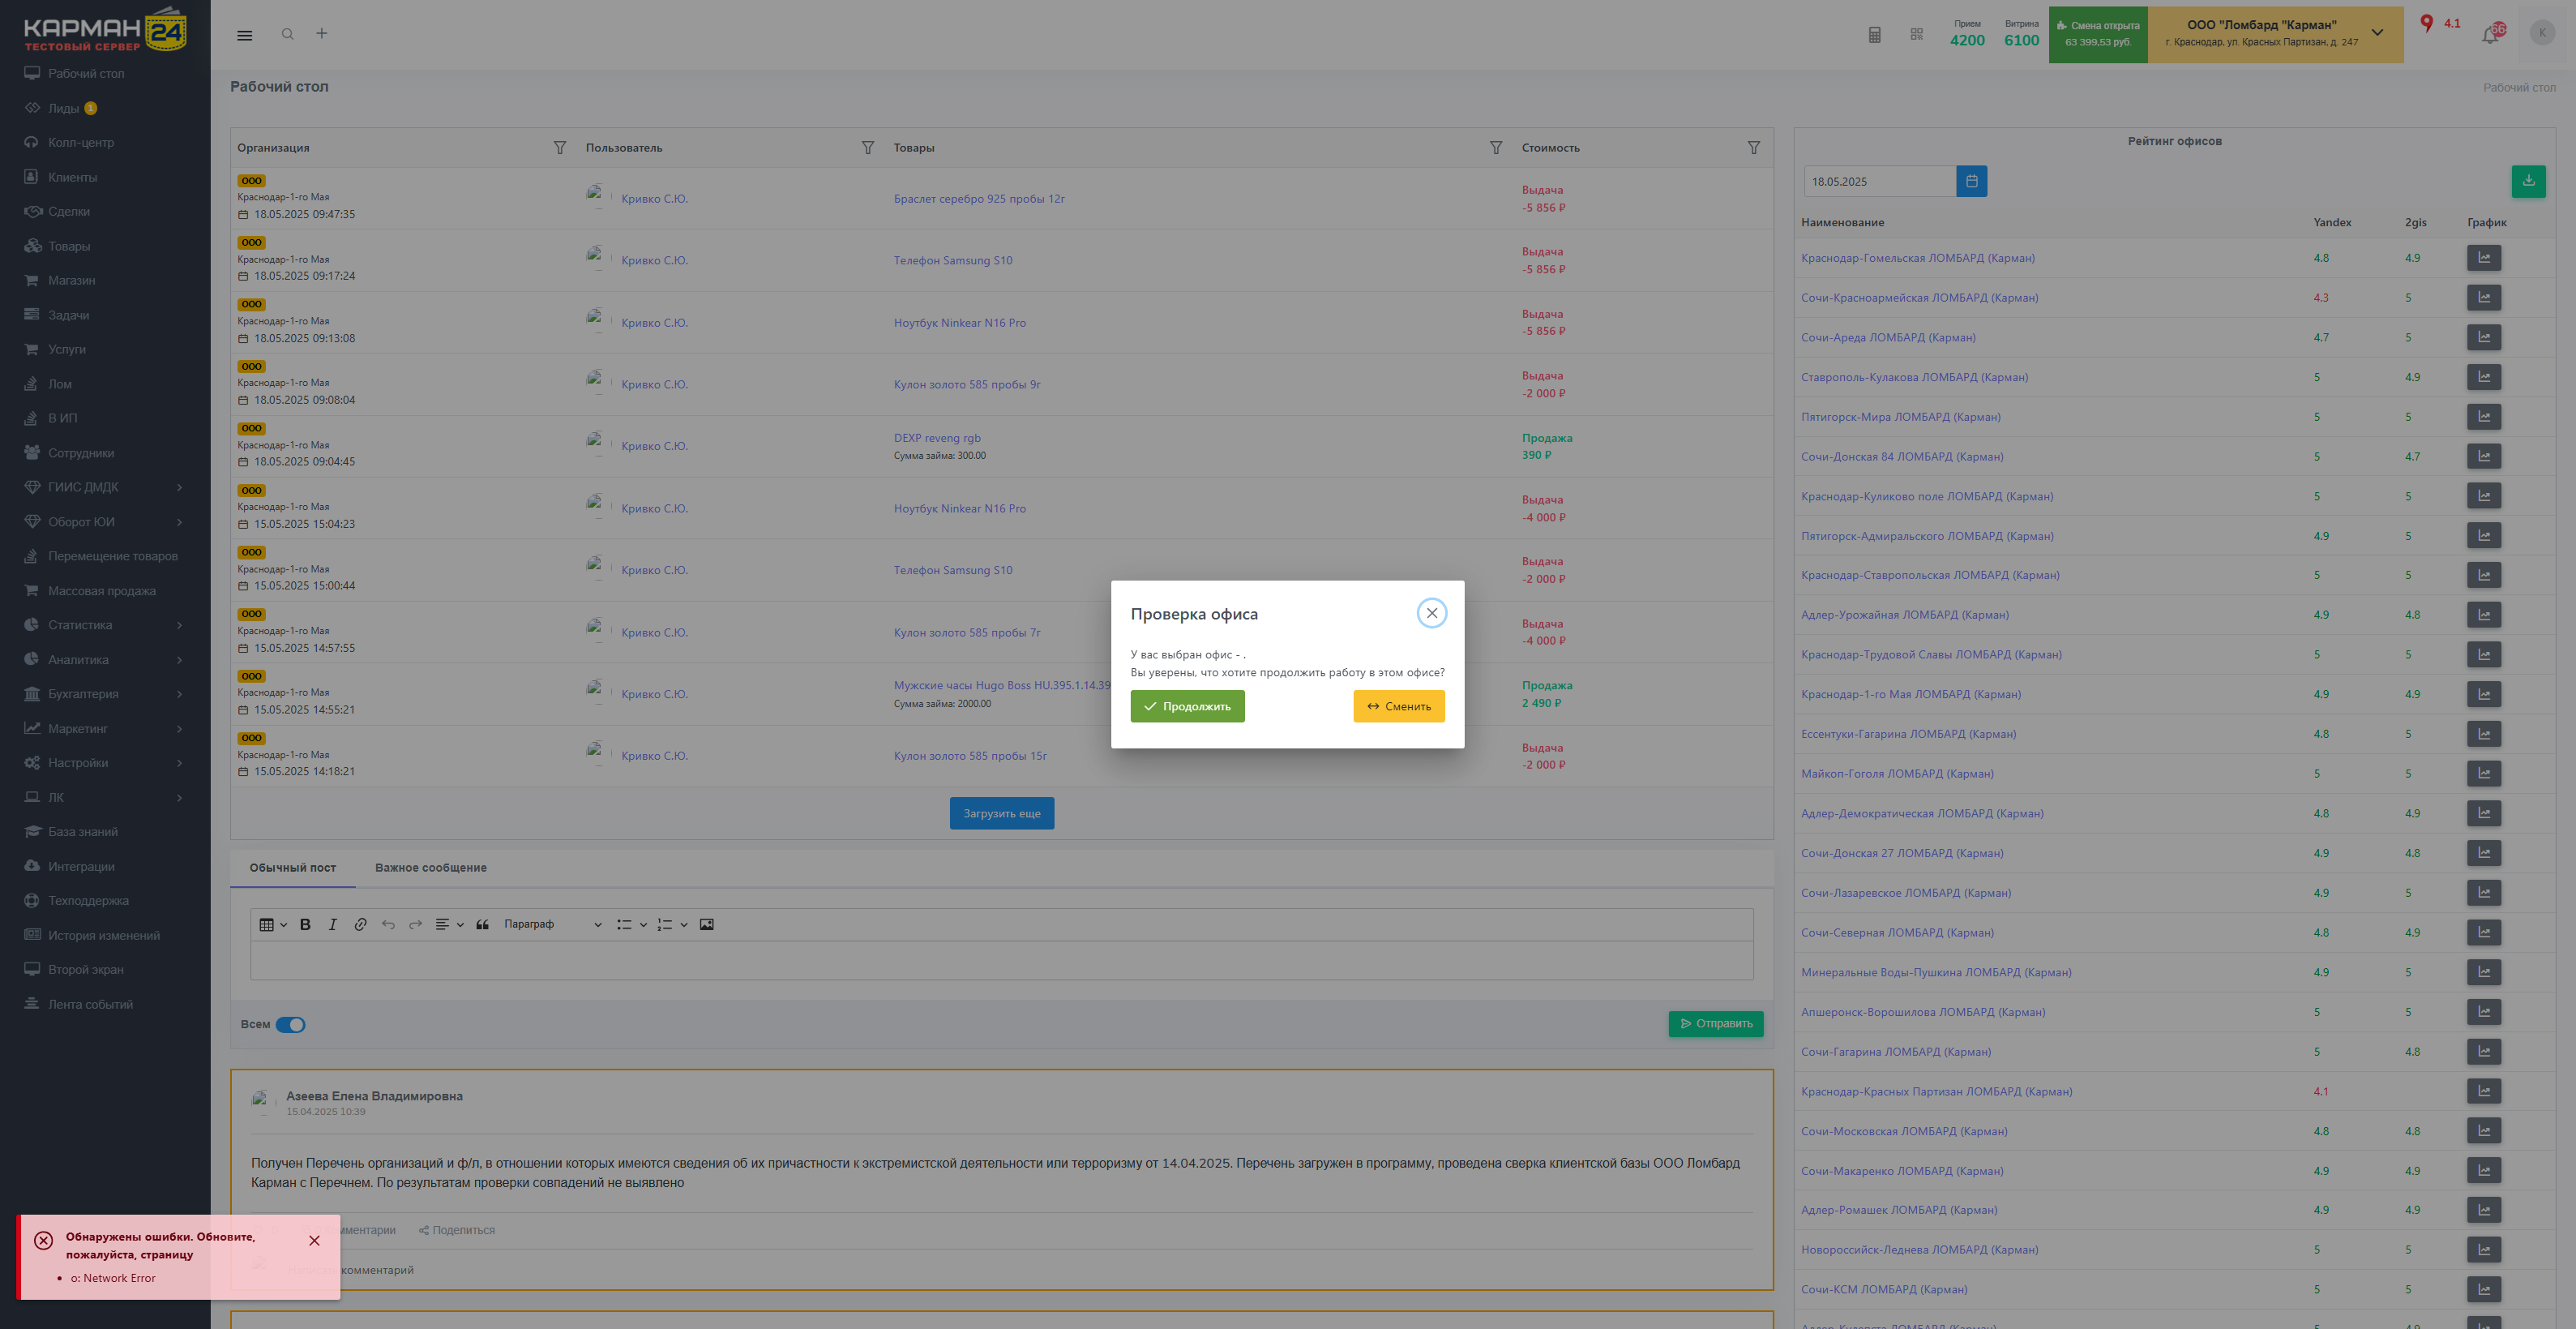 КАРМАН 24
ТЕСТОВЫЙ СЕРВЕР
Рабочий стол
Лиды 1
Колл-центр
Клиенты
Сделки
Товары
Магазин
Задачи
Услуги
Лом
В ИП
Сотрудники
ГИИС ДМДК
Оборот ЮИ
Перемещение товаров
Массовая продажа
Статистика
Аналитика
Бухгалтерия
Маркетинг
Настройки
ЛК
База знаний
Интеграции
Техподдержка
История изменений
Второй экран
Лента событий
Прием
4200
Витрина
6100
Смена открыта
63 399,53 руб.
ООО "Ломбард "Карман"
г. Краснодар, ул. Красных Партизан, д. 247
4.1
66
K
Рабочий стол
Рабочий стол
Организация Пользователь Товары Стоимость
ООО
Краснодар-1-го Мая
18.05.2025 09:47:35
Кривко С.Ю.
Браслет серебро 925 пробы 12г
Выдача
-5 856 ₽
ООО
Краснодар-1-го Мая
18.05.2025 09:17:24
Кривко С.Ю.
Телефон Samsung S10
Выдача
-5 856 ₽
ООО
Краснодар-1-го Мая
18.05.2025 09:13:08
Кривко С.Ю.
Ноутбук Ninkear N16 Pro
Выдача
-5 856 ₽
ООО
Краснодар-1-го Мая
18.05.2025 09:08:04
Кривко С.Ю.
Кулон золото 585 пробы 9г
Выдача
-2 000 ₽
ООО
Краснодар-1-го Мая
18.05.2025 09:04:45
Кривко С.Ю.
DEXP reveng rgb
Сумма займа: 300.00
Продажа
390 ₽
ООО
Краснодар-1-го Мая
15.05.2025 15:04:23
Кривко С.Ю.
Ноутбук Ninkear N16 Pro
Выдача
-4 000 ₽
ООО
Краснодар-1-го Мая
15.05.2025 15:00:44
Кривко С.Ю.
Телефон Samsung S10
Выдача
-2 000 ₽
ООО
Краснодар-1-го Мая
15.05.2025 14:57:55
Кривко С.Ю.
Кулон золото 585 пробы 7г
Выдача
-4 000 ₽
ООО
Краснодар-1-го Мая
15.05.2025 14:55:21
Кривко С.Ю.
Мужские часы Hugo Boss HU.395.1.14.39
Сумма займа: 2000.00
Продажа
2 490 ₽
ООО
Краснодар-1-го Мая
15.05.2025 14:18:21
Кривко С.Ю.
Кулон золото 585 пробы 15г
Выдача
-2 000 ₽
Загрузить еще
Проверка офиса
У вас выбран офис - .
Вы уверены, что хотите продолжить работу в этом офисе?
Продолжить
Сменить
Обычный пост Важное сообщение
Параграф
Всем
Отправить
Азеева Елена Владимировна
15.04.2025 10:39
Получен Перечень организаций и ф/л, в отношении которых имеются сведения об их причастности к экстремистской деятельности или терроризму от 14.04.2025. Перечень загружен в программу, проведена сверка клиентской базы ООО Ломбард
Карман с Перечнем. По результатам проверки совпадений не выявлено
Поделиться
комментарий
Обнаружены ошибки. Обновите,
пожалуйста, страницу
o: Network Error
Рейтинг офисов
18.05.2025
Наименование Yandex 2gis График
Краснодар-Гомельская ЛОМБАРД (Карман) 4.8 4.9
Сочи-Красноармейская ЛОМБАРД (Карман) 4.3 5
Сочи-Ареда ЛОМБАРД (Карман) 4.7 5
Ставрополь-Кулакова ЛОМБАРД (Карман) 5 4.9
Пятигорск-Мира ЛОМБАРД (Карман) 5 5
Сочи-Донская 84 ЛОМБАРД (Карман) 5 4.7
Краснодар-Куликово поле ЛОМБАРД (Карман) 5 5
Пятигорск-Адмиральского ЛОМБАРД (Карман) 4.9 5
Краснодар-Ставропольская ЛОМБАРД (Карман) 5 5
Адлер-Урожайная ЛОМБАРД (Карман) 4.9 4.8
Краснодар-Трудовой Славы ЛОМБАРД (Карман) 5 5
Краснодар-1-го Мая ЛОМБАРД (Карман) 4.9 4.9
Ессентуки-Гагарина ЛОМБАРД (Карман) 4.8 5
Майкоп-Гоголя ЛОМБАРД (Карман) 5 5
Адлер-Демократическая ЛОМБАРД (Карман) 4.8 4.9
Сочи-Донская 27 ЛОМБАРД (Карман) 4.9 4.8
Сочи-Лазаревское ЛОМБАРД (Карман) 4.9 5
Сочи-Северная ЛОМБАРД (Карман) 4.8 4.9
Минеральные Воды-Пушкина ЛОМБАРД (Карман) 4.9 5
Апшеронск-Ворошилова ЛОМБАРД (Карман) 5 5
Сочи-Гагарина ЛОМБАРД (Карман) 5 4.8
Краснодар-Красных Партизан ЛОМБАРД (Карман) 4.1
Сочи-Московская ЛОМБАРД (Карман) 4.8 4.8
Сочи-Макаренко ЛОМБАРД (Карман) 4.9 4.9
Адлер-Ромашек ЛОМБАРД (Карман) 4.9 4.9
Новороссийск-Леднева ЛОМБАРД (Карман) 5 5
Сочи-КСМ ЛОМБАРД (Карман) 5 5